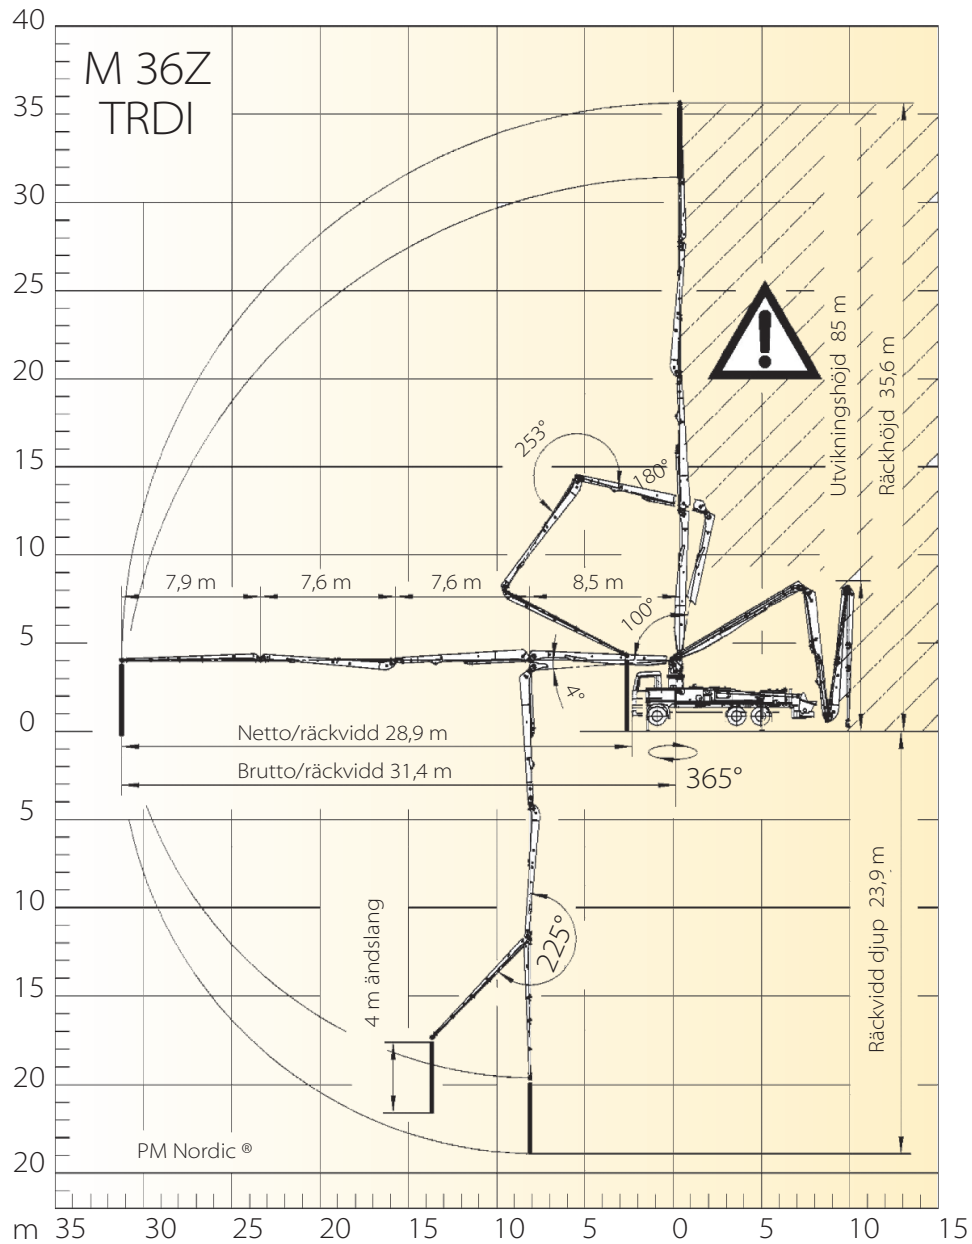 40
M 36Z
TRDI
35
30
25
20
15
10
5
0
5
10
15
20
20
Utvikningshöjd 85 m
Räckhöjd 35,6 m
253°
180°
7,9 m
7,6 m
7,6 m
8,5 m
100°
4°
Netto/räckvidd 28,9 m
Brutto/räckvidd 31,4 m
365°
225°
4 m ändslang
Räckvidd djup 23,9 m
PM Nordic ®
m 35 30 25 20 15 10 5 0 5 10 15